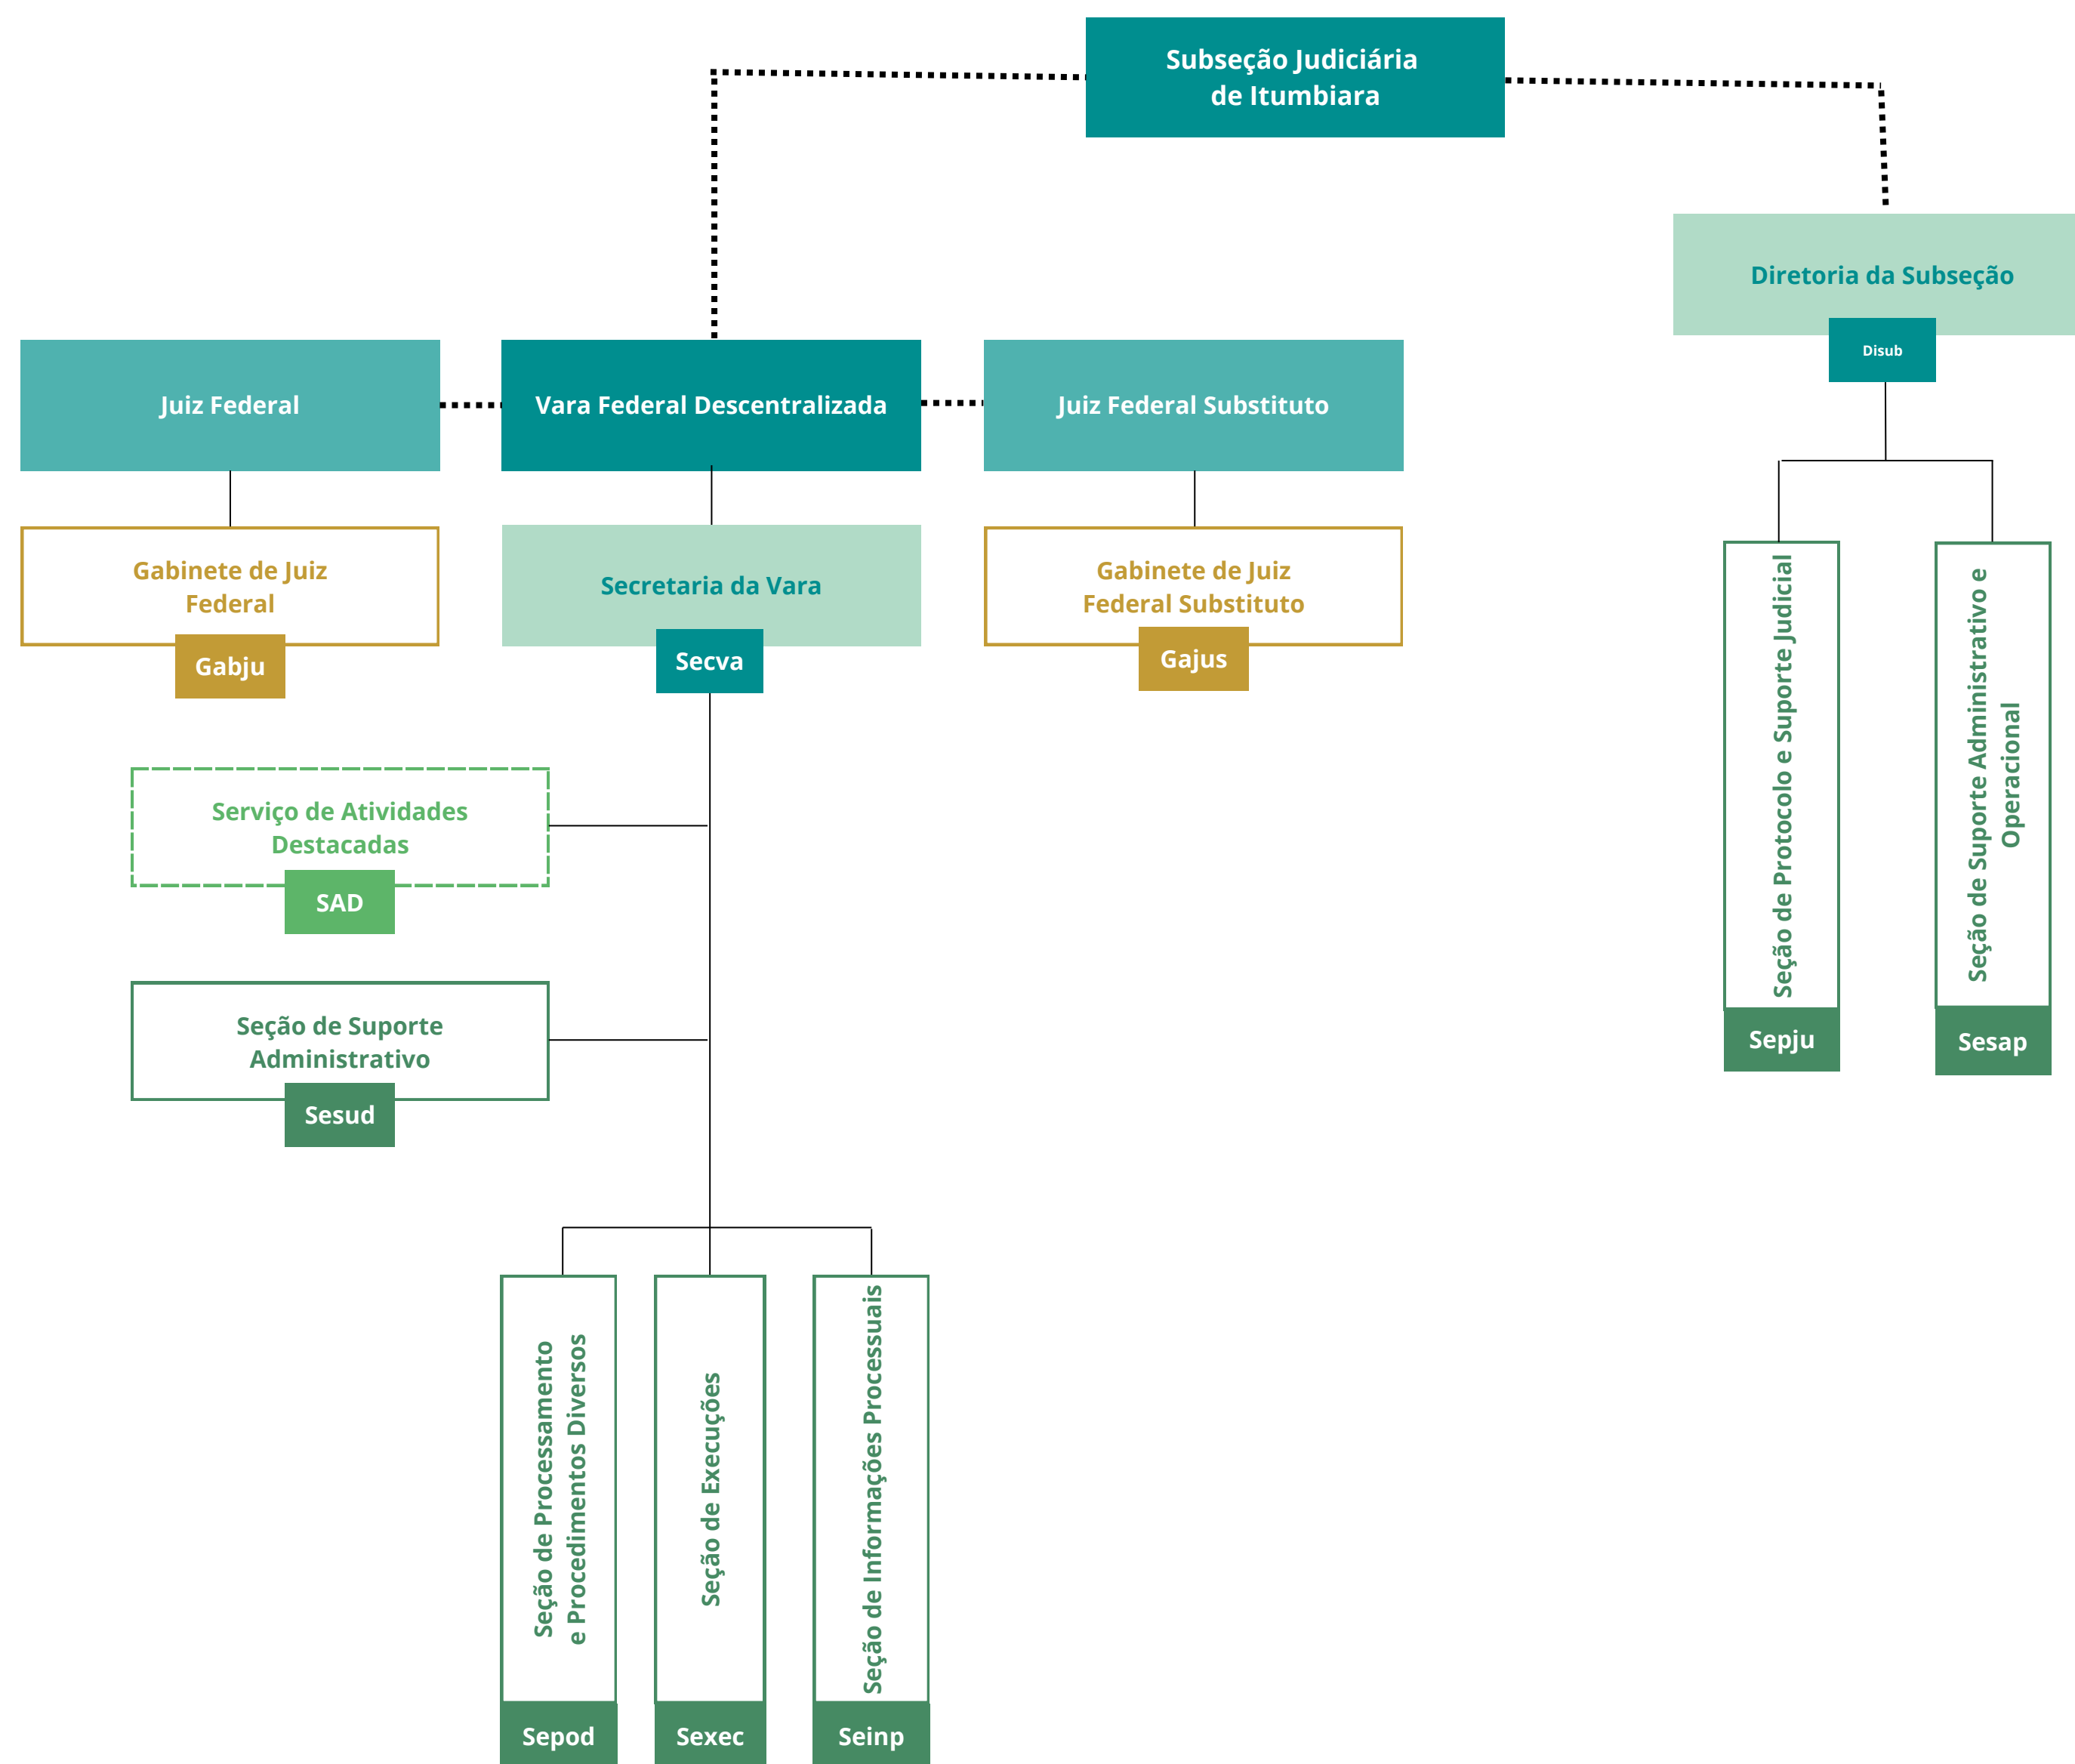 Subseção Judiciária
de Itumbiara
Diretoria da Subseção
Disub
Juiz Federal
Vara Federal Descentralizada
Juiz Federal Substituto
Gabinete de Juiz
Federal
Gabju
Secretaria da Vara
Secva
Gabinete de Juiz
Federal Substituto
Gajus
Seção de Protocolo e Suporte Judicial
Sepju
Seção de Suporte Administrativo e
Operacional
Sesap
Serviço de Atividades
Destacadas
SAD
Seção de Suporte
Administrativo
Sesud
Seção de Processamento
e Procedimentos Diversos
Sepod
Seção de Execuções
Sexec
Seção de Informações Processuais
Seinp